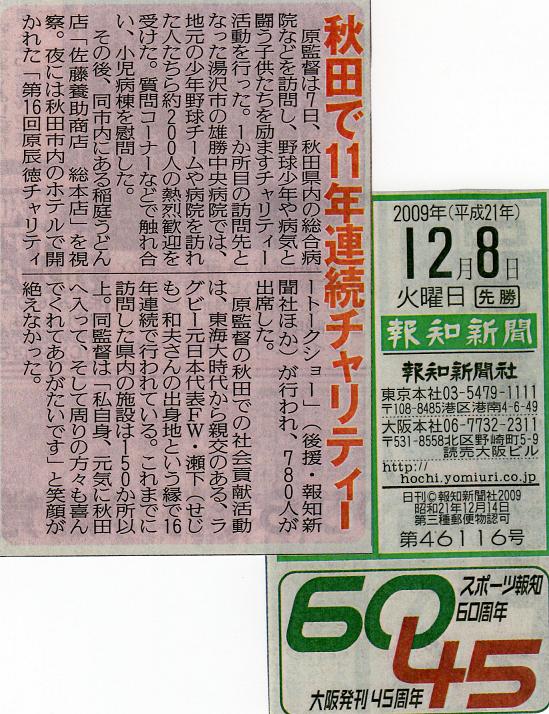 秋田で11年連続チャリティー
　原監督は7日、秋田県内の総合病
院などを訪問し、野球少年や病気と
闘う子供たちを励ますチャリティー
活動を行った。1か所目の訪問先と
なった湯沢市の雄勝中央病院では、
地元の少年野球チームや病院を訪れ
た人たちら約200人の熱烈歓迎を
受けた。質問コーナーなどで触れ合
い、小児病棟を慰問した。
　その後、同市内にある稲庭うどん
店「佐藤養助商店　総本店」を視
察。夜には秋田市内のホテルで開
かれた「第16回原辰徳チャリティ
ートークショー」（後援・報知新
聞社ほか）が行われ、780人が
出席した。
　原監督の秋田での社会貢献活動
は、東海大時代から親交のある、ラ
グビー元日本代表FW・瀬下（せじ
も）和夫さんの出身地という縁で16
年連続で行われている。これまでに
訪問した県内の施設は150か所以
上。同監督は「私自身、元気に秋田
へ入って、そして周りの方々も喜ん
でくれてありがたいです」と笑顔が
絶えなかった。
2009年(平成21年)
12月8日
火曜日 先勝
報知新聞
報知新聞社
東京本社03-5479-1111
〒108-8485港区港南4-6-49
大阪本社06-7732-2311
〒531-8558北区野崎町5-9
読売大阪ビル
http://
hochi.yomiuri.co.jp
日刊©報知新聞社2009
昭和21年12月14日
第三種郵便物認可
第46116号
60
スポーツ報知
60周年
45
大阪発刊45周年